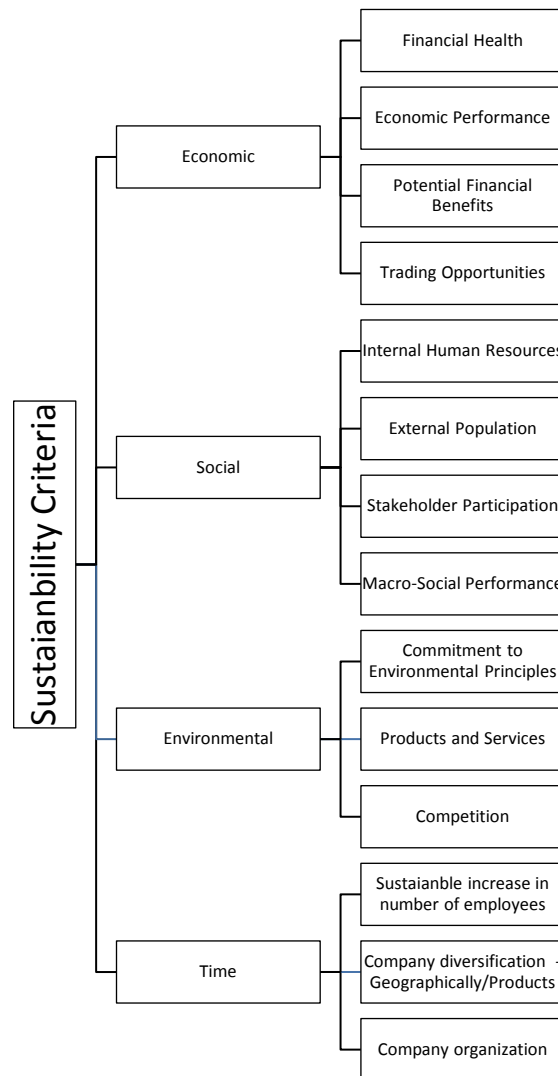 Sustaianbility Criteria
Economic
Financial Health
Economic Performance
Potential Financial
Benefits
Trading Opportunities
Social
Internal Human Resources
External Population
Stakeholder Participation
Macro-Social Performance
Environmental
Commitment to
Environmental Principles
Products and Services
Competition
Time
Sustaianble increase in
number of employees
Company diversification -
Geographically/Products
Company organization